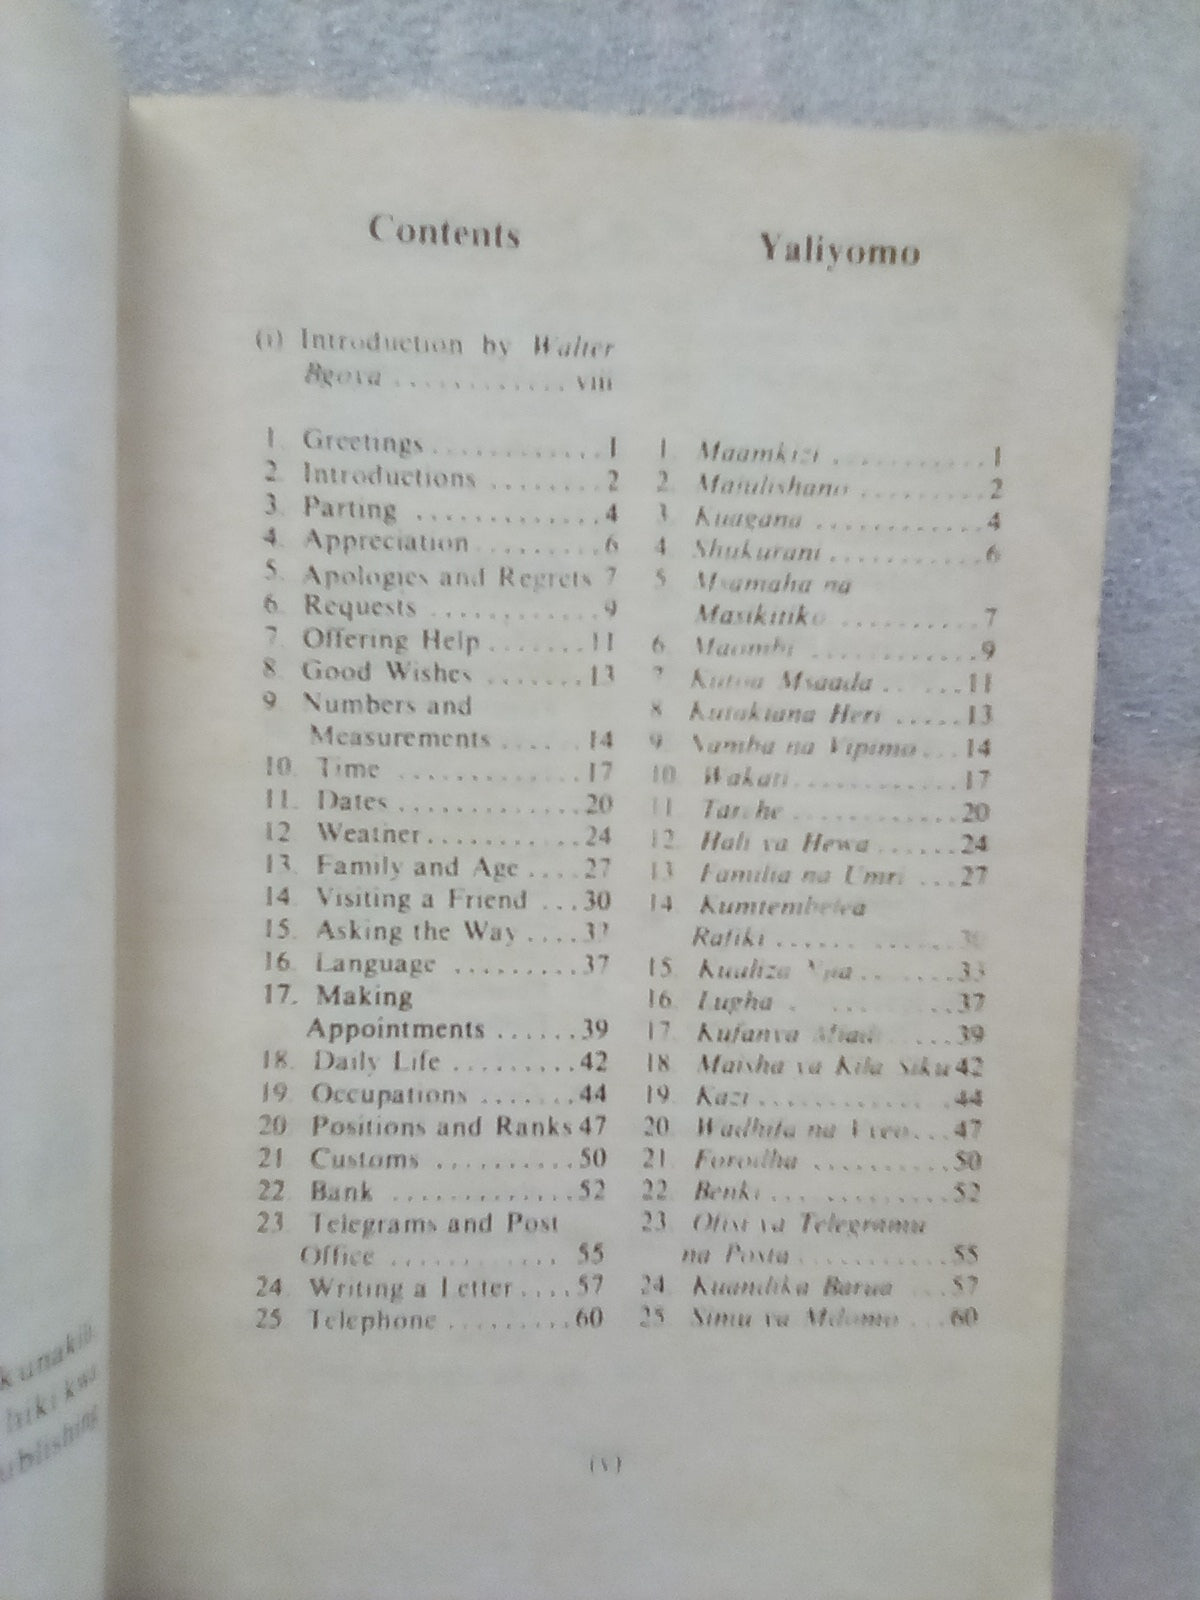 Contents
(i) Introduction by Walter
Bgoya ............. viii
1. Greetings ............. 1
2. Introductions ........ 2
3. Parting ............. 4
4. Appreciation ......... 6
5. Apologies and Regrets 7
6. Requests ............ 9
7. Offering Help ....... 11
8. Good Wishes ....... 13
9. Numbers and
Measurements ...... 14
10. Time ............. 17
11. Dates ............. 20
12. Weather ............ 24
13. Family and Age .... 27
14. Visiting a Friend ... 30
15. Asking the Way ....
16. Language ......... 37
17. Making
Appointments ...... 39
18. Daily Life ......... 42
19. Occupations ....... 44
20. Positions and Ranks 47
21. Customs .......... 50
22. Bank ............. 52
23. Telegrams and Post
Office ............ 55
24. Writing a Letter .... 57
25. Telephone ......... 60
Yaliyomo
1. Maamkizi ........... 1
2. Majulishano ......... 2
3. Kuagana ............ 4
4. Shukurani ........... 6
5. Msamaha na
Masikitiko .......... 7
6. Maombi ............ 9
7. Kutoa Msaada ...... 11
8. Kutakiana Heri ..... 13
9. Namba na Vipimo ... 14
10. Wakati ............. 17
11. Tarehe ............. 20
12. Hali ya Hewa ...... 24
13. Familia na Umri ... 27
14. Kumtembelea
Rafiki ............. 30
15. Kuuliza Njia ....... 33
16. Lugha ............. 37
17. Kufanya Miadi ..... 39
18. Maisha ya Kila Siku 42
19. Kazi .............. 44
20. Wadhifa na Vyeo ... 47
21. Forodha .......... 50
22. Benki ............. 52
23. Ofisi ya Telegramu
na Posta ........... 55
24. Kuandika Barua ... 57
25. Simu ya Mdomo ... 60
(v)
kwa